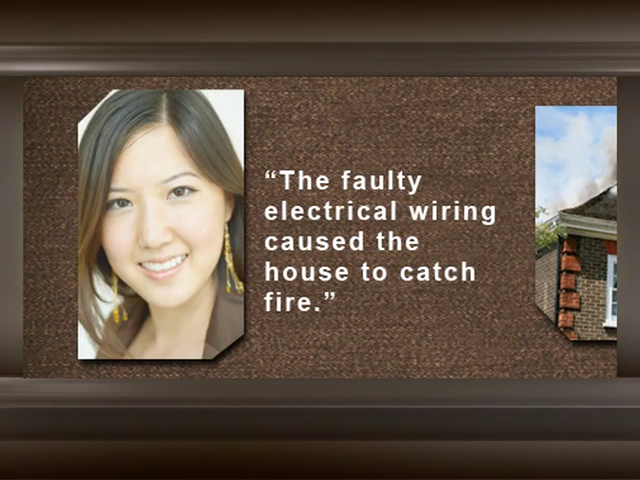 “The faulty
electrical wiring
caused the
house to catch
fire.”